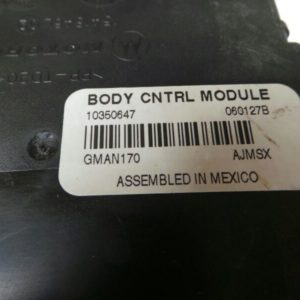 BODY CNTRL MODULE
10350647 060127B
GMAN170 AJMSX
ASSEMBLED IN MEXICO